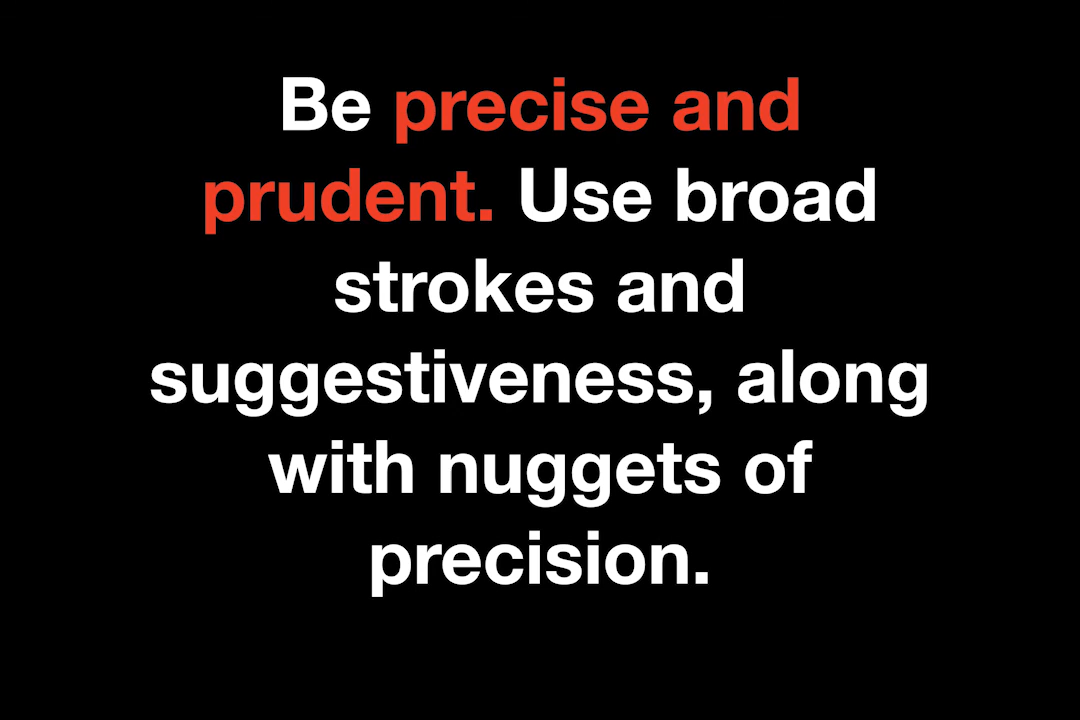 Be precise and
prudent. Use broad
strokes and
suggestiveness, along
with nuggets of
precision.